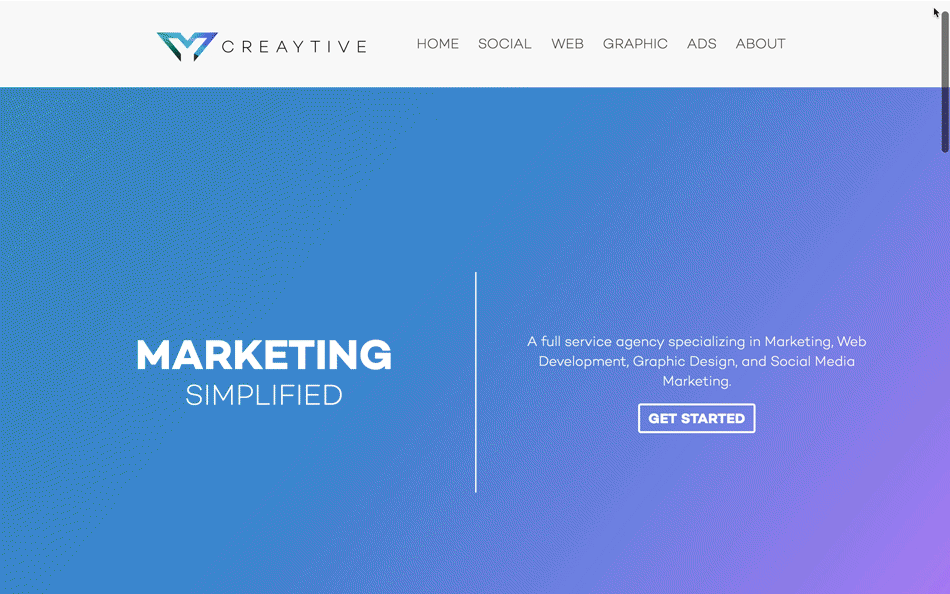 CREAYTIVE
HOME SOCIAL WEB GRAPHIC ADS ABOUT
MARKETING
SIMPLIFIED
A full service agency specializing in Marketing, Web
Development, Graphic Design, and Social Media
Marketing.
GET STARTED